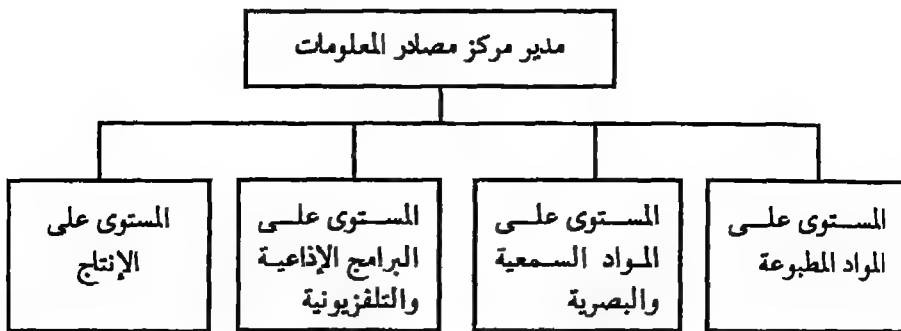 مدير مركز مصادر المعلومات
المستوى على
المواد المطبوعة
المستوى على
المواد السمعية
والبصرية
المستوى على
البرامج الإذاعية
والتلفزيونية
المستوى على
الإنتاج